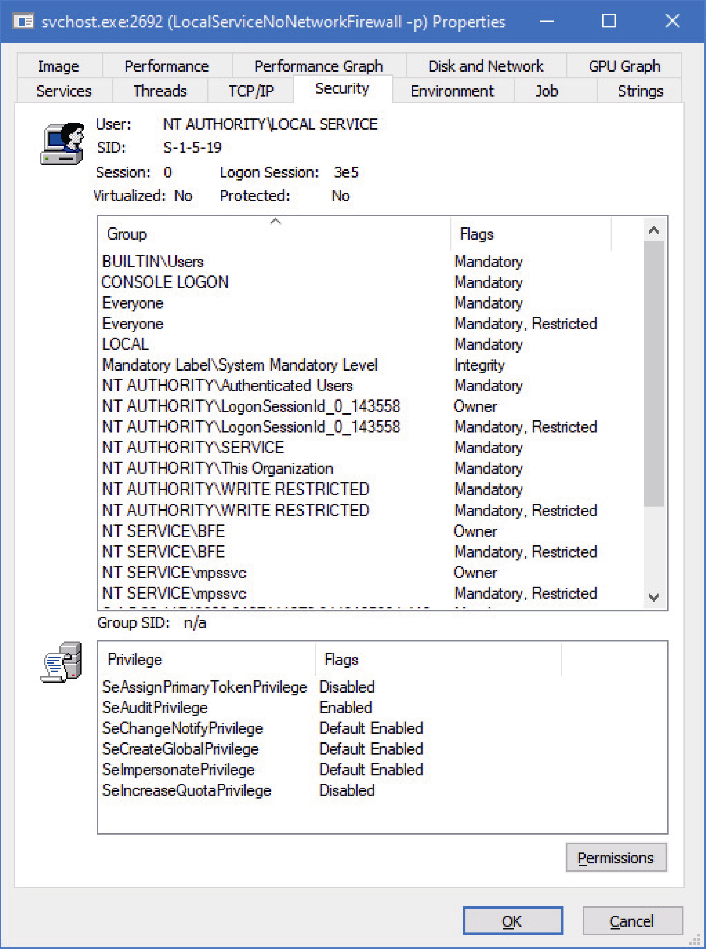 svchost.exe:2692 (LocalServiceNoNetworkFirewall -p) Properties
Image Performance Performance Graph Disk and Network GPU Graph
Services Threads TCP/IP Security Environment Job Strings
User: NT AUTHORITY\LOCAL SERVICE
SID: S-1-5-19
Session: 0 Logon Session: 3e5
Virtualized: No Protected: No
Group Flags
BUILTIN\Users Mandatory
CONSOLE LOGON Mandatory
Everyone Mandatory
Everyone Mandatory, Restricted
LOCAL Mandatory
Mandatory Label\System Mandatory Level Integrity
NT AUTHORITY\Authenticated Users Mandatory
NT AUTHORITY\LogonSessionId_0_143558 Owner
NT AUTHORITY\LogonSessionId_0_143558 Mandatory, Restricted
NT AUTHORITY\SERVICE Mandatory
NT AUTHORITY\This Organization Mandatory
NT AUTHORITY\WRITE RESTRICTED Mandatory
NT AUTHORITY\WRITE RESTRICTED Mandatory, Restricted
NT SERVICE\BFE Owner
NT SERVICE\BFE Mandatory, Restricted
NT SERVICE\mpssvc Owner
NT SERVICE\mpssvc Mandatory, Restricted
Group SID: n/a
Privilege Flags
SeAssignPrimaryTokenPrivilege Disabled
SeAuditPrivilege Enabled
SeChangeNotifyPrivilege Default Enabled
SeCreateGlobalPrivilege Default Enabled
SeImpersonatePrivilege Default Enabled
SeIncreaseQuotaPrivilege Disabled
Permissions
OK Cancel